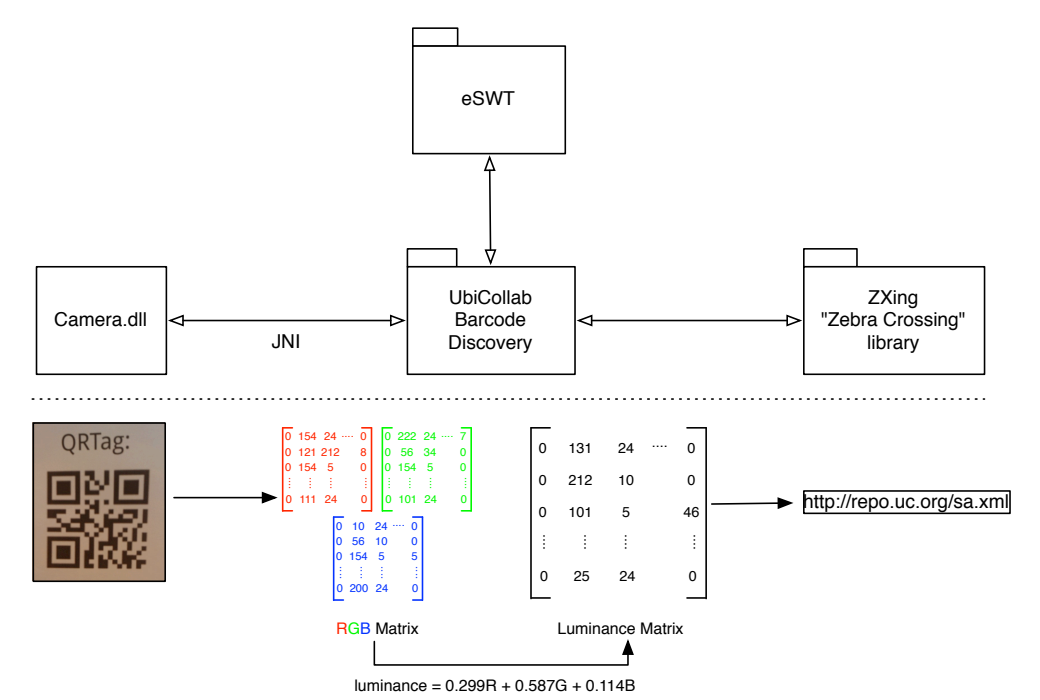 eSWT
Camera.dll
JNI
UbiCollab
Barcode
Discovery
ZXing
"Zebra Crossing"
library
QRTag:
0 154 24 .... 0
0 121 212 8
0 154 5 0
⋮ ⋮ ⋮ ⋮
0 111 24 0
0 222 24 .... 7
0 56 34 0
0 154 5 0
⋮ ⋮ ⋮ ⋮
0 101 24 0
0 10 24 .... 0
0 56 10 0
0 154 5 5
⋮ ⋮ ⋮ ⋮
0 200 24 0
RGB Matrix
0 131 24 .... 0
0 212 10 0
0 101 5 46
⋮ ⋮ ⋮ ⋮
0 25 24 0
Luminance Matrix
http://repo.uc.org/sa.xml
luminance = 0.299R + 0.587G + 0.114B